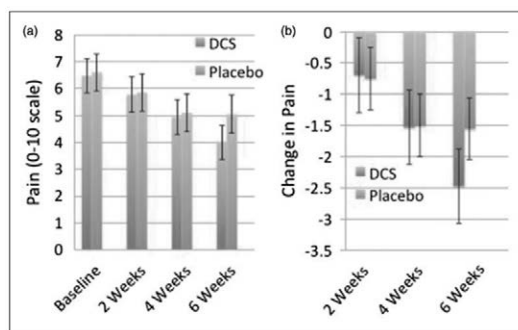 (a)
8
7
6
5
4
3
2
1
0
Pain (0-10 scale)
DCS
Placebo
Baseline
2 Weeks
4 Weeks
6 Weeks
(b)
0
-0.5
-1
-1.5
-2
-2.5
-3
-3.5
Change in Pain
DCS
Placebo
2 Weeks
4 Weeks
6 Weeks